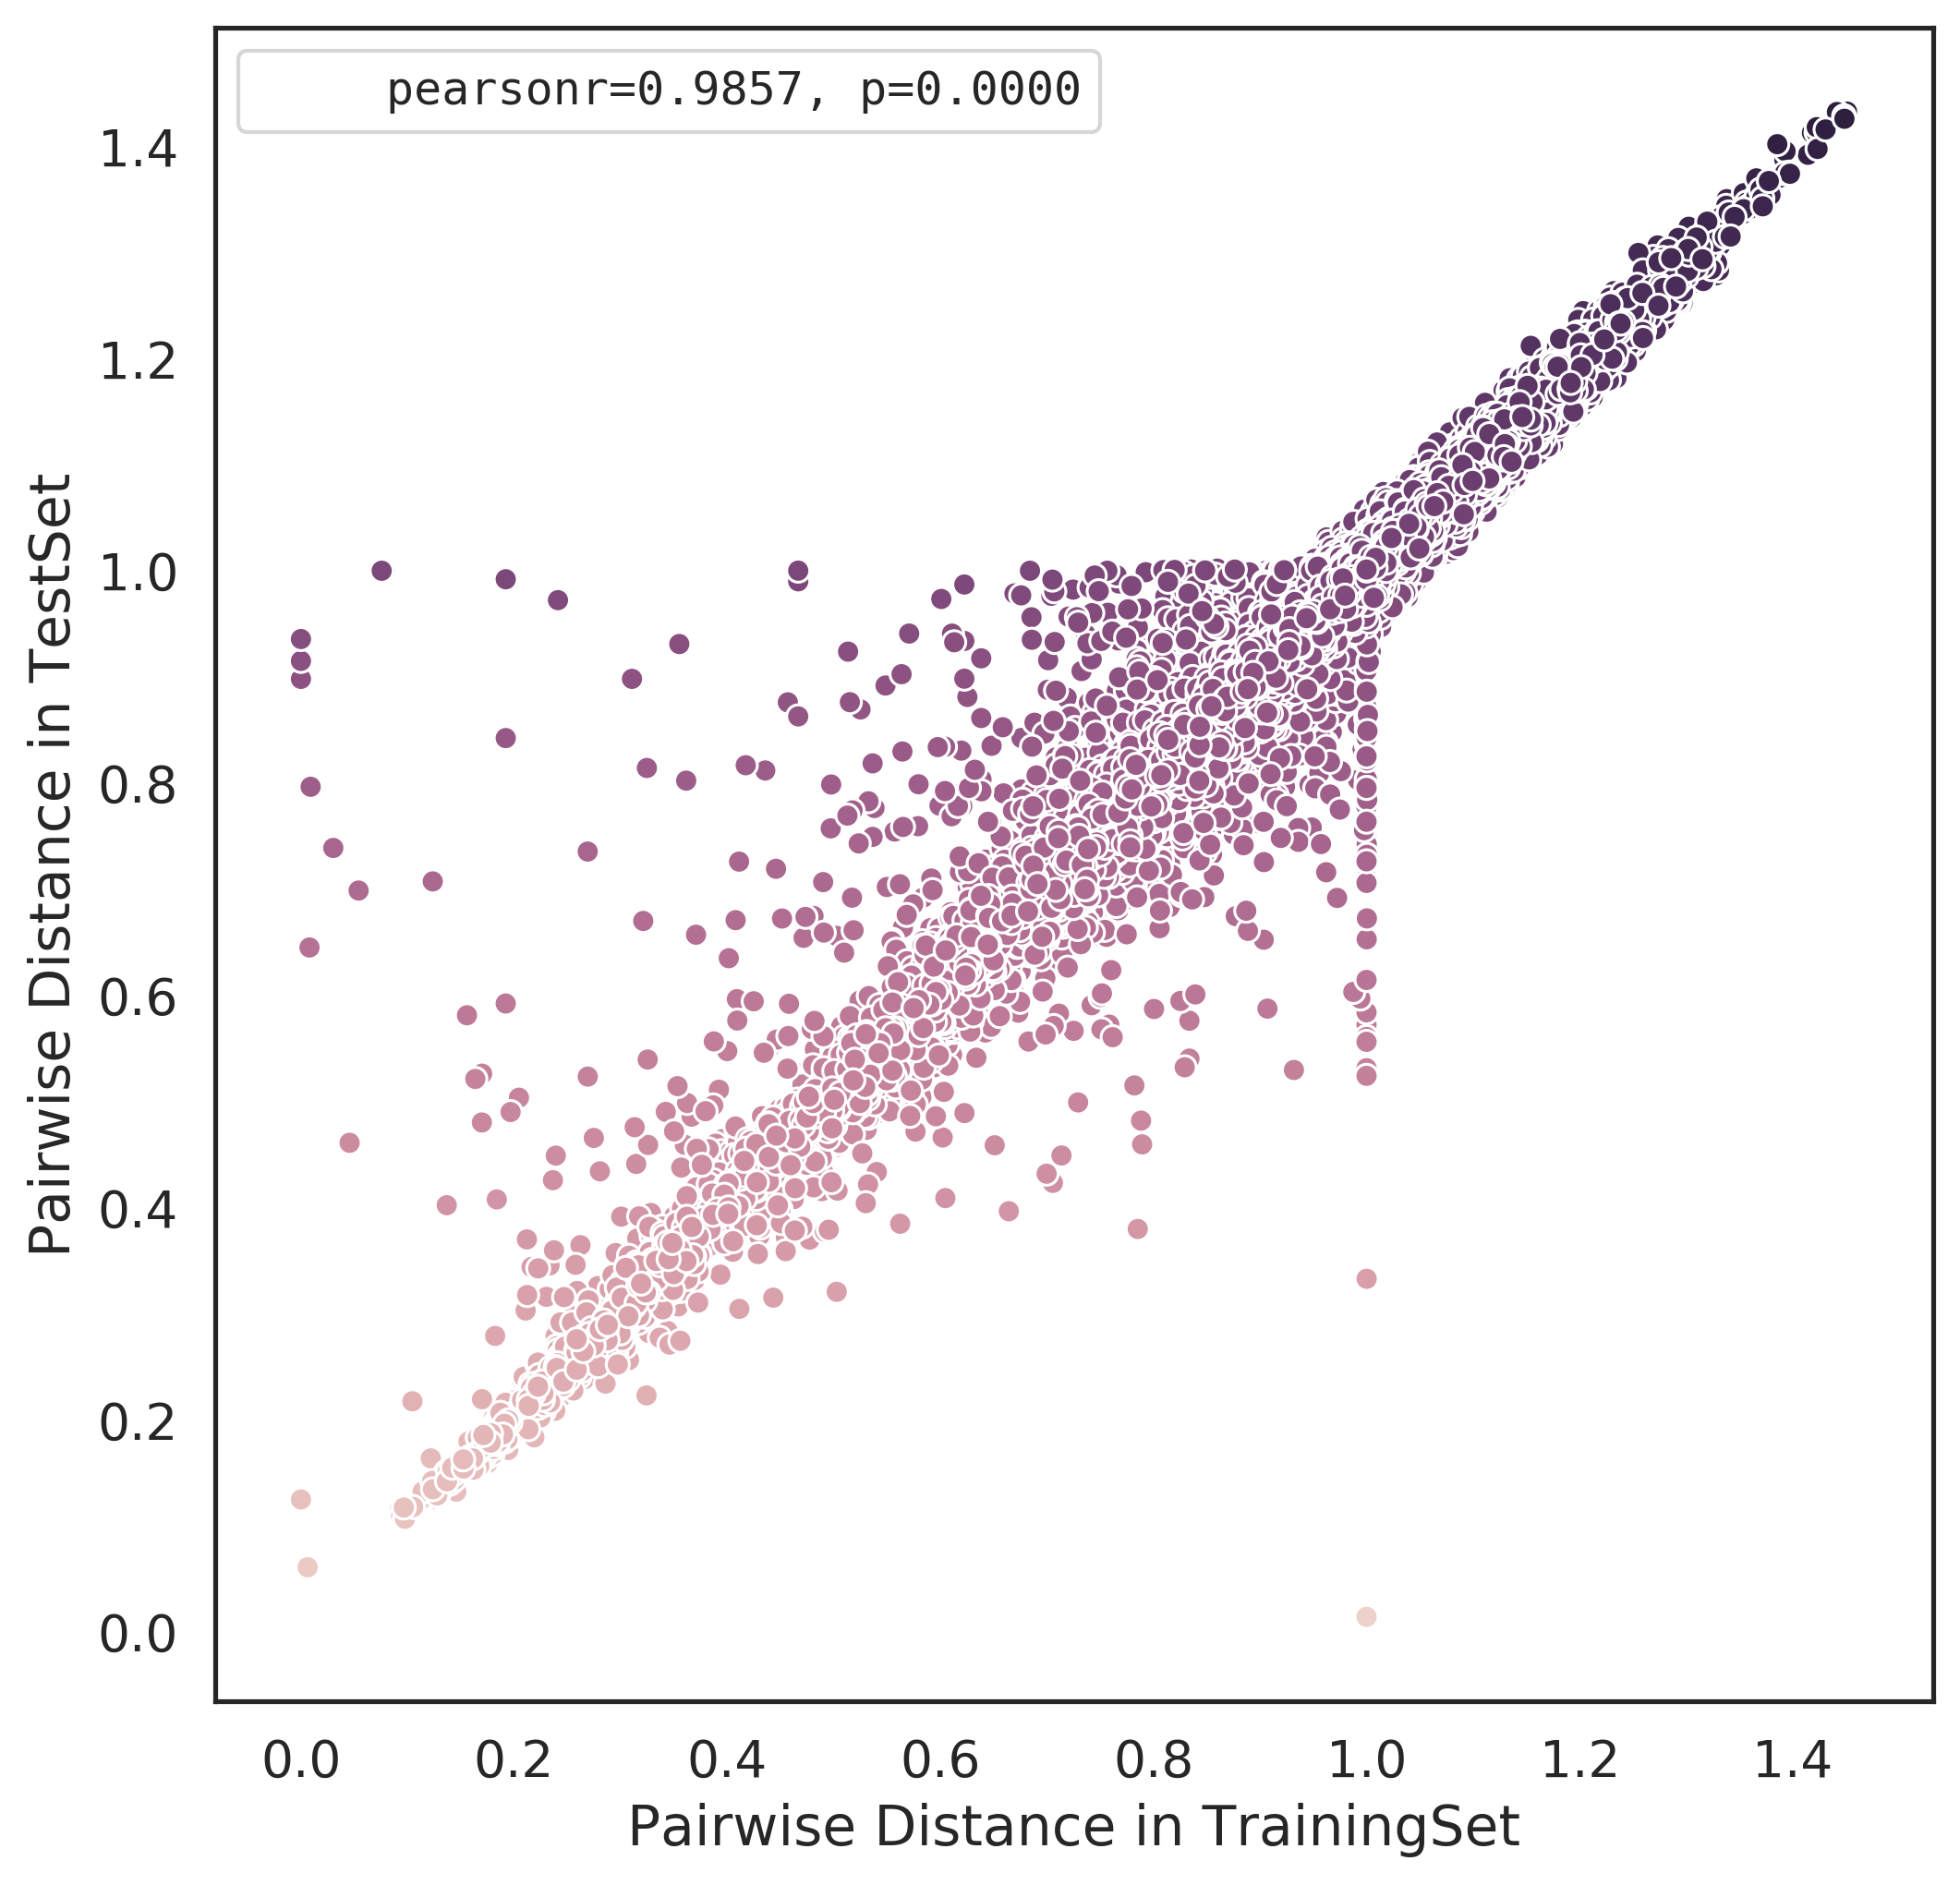 pearsonr=0.9857, p=0.0000
1.4
1.2
1.0
0.8
0.6
0.4
0.2
0.0
Pairwise Distance in TestSet
0.0 0.2 0.4 0.6 0.8 1.0 1.2 1.4
Pairwise Distance in TrainingSet